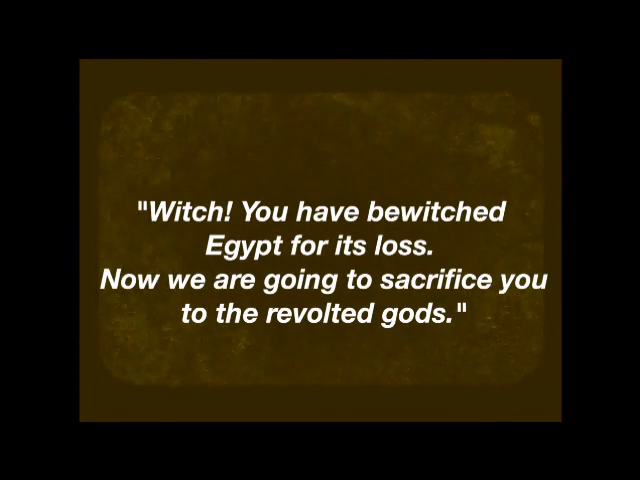 "Witch! You have bewitched
Egypt for its loss.
Now we are going to sacrifice you
to the revolted gods."